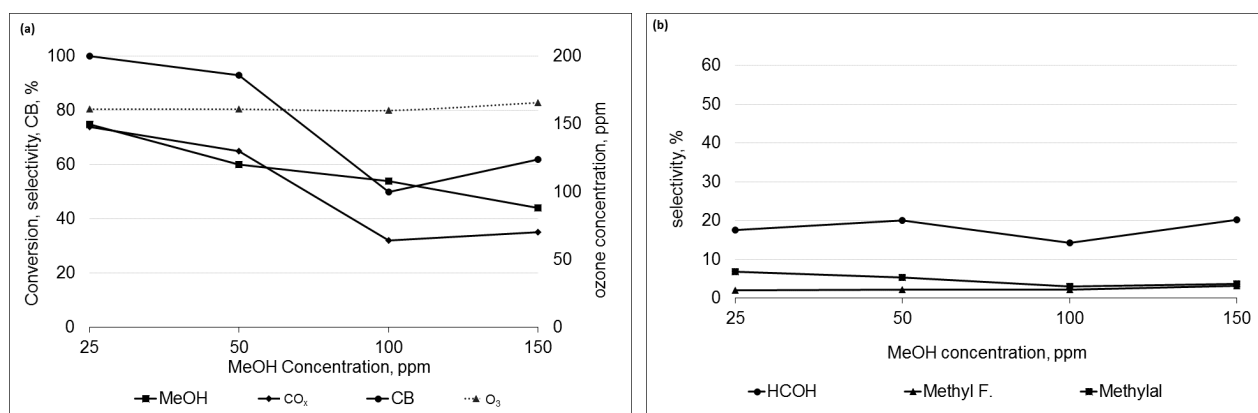 (a)
Conversion, selectivity, CB, %
100
80
60
40
20
0
200
150
100
50
0
ozone concentration, ppm
25 50 100 150
MeOH Concentration, ppm
MeOH COₓ CB O₃
(b)
selectivity, %
60
50
40
30
20
10
0
25 50 100 150
MeOH concentration, ppm
HCOH Methyl F. Methylal